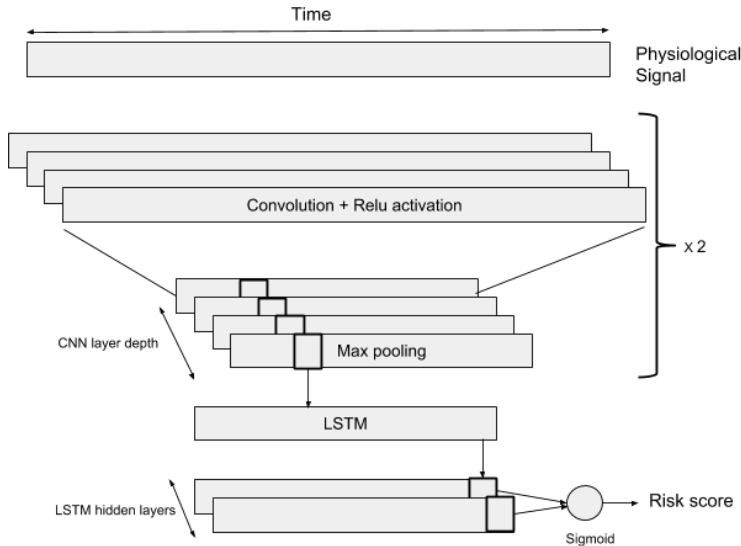 Time
Physiological
Signal
Convolution + Relu activation
x 2
CNN layer depth
Max pooling
LSTM
LSTM hidden layers
Risk score
Sigmoid